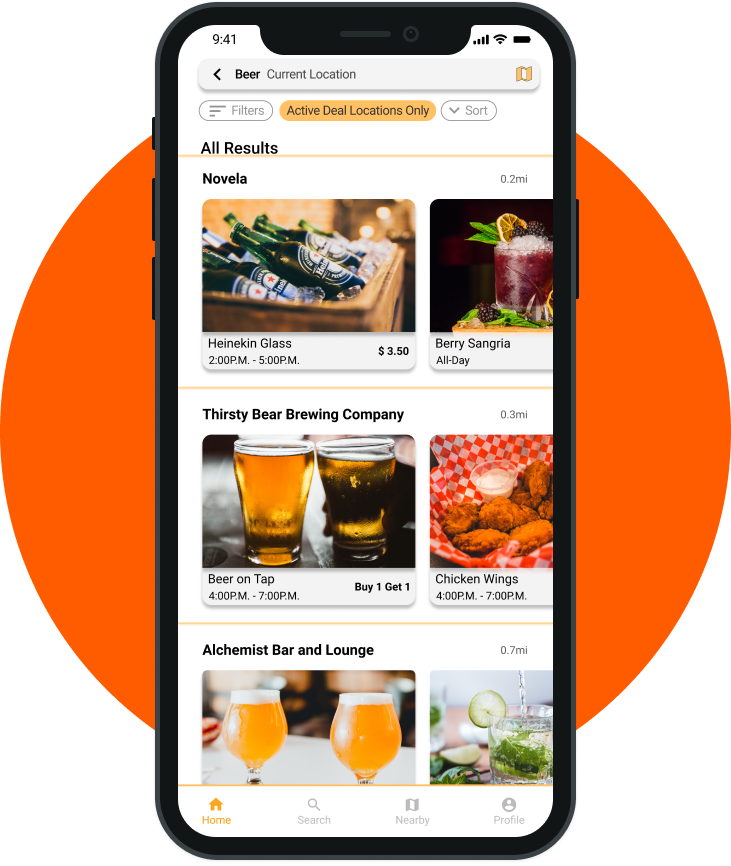 9:41
Beer Current Location
Filters
Active Deal Locations Only
Sort
All Results
Novela 0.2mi
Heinekin Glass
2:00P.M. - 5:00P.M.
$ 3.50
Berry Sangria
All-Day
Thirsty Bear Brewing Company 0.3mi
Beer on Tap
4:00P.M. - 7:00P.M.
Buy 1 Get 1
Chicken Wings
4:00P.M. - 7:00P.M.
Alchemist Bar and Lounge 0.7mi
Home Search Nearby Profile